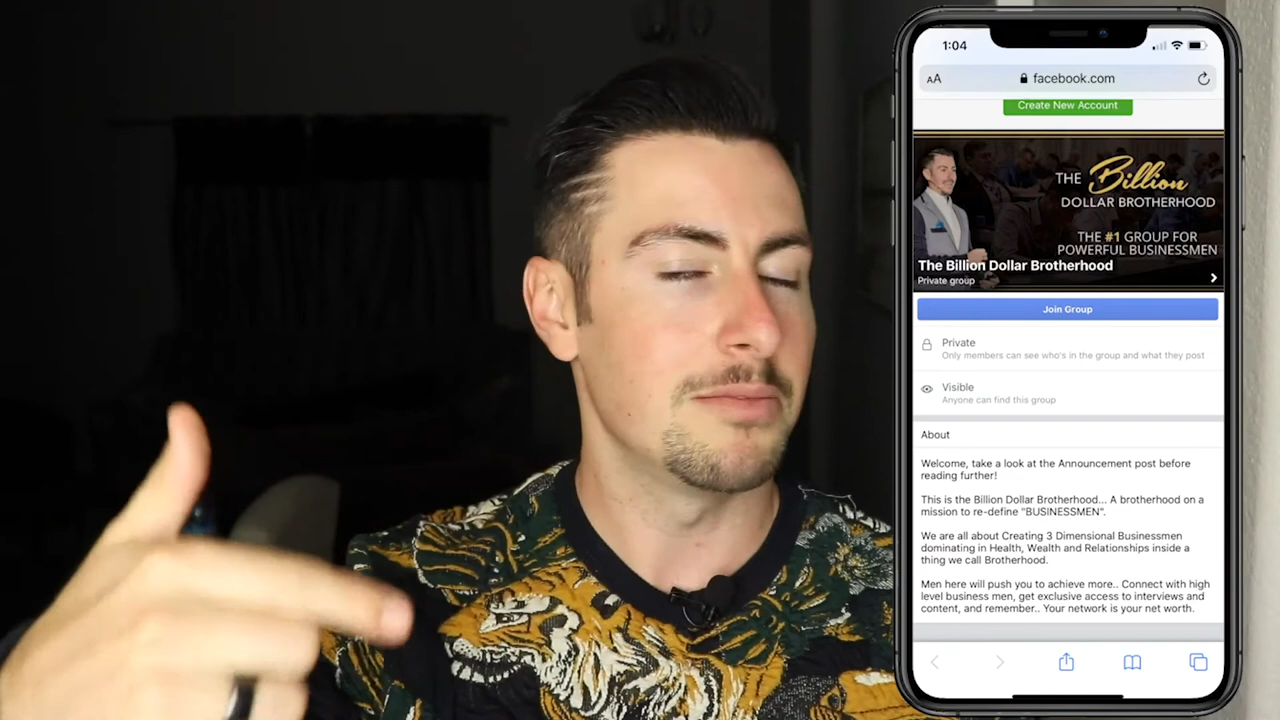 1:04
AA
facebook.com
Create New Account
THE Billion
DOLLAR BROTHERHOOD
THE #1 GROUP FOR
POWERFUL BUSINESSMEN
The Billion Dollar Brotherhood
Private group
Join Group
Private
Only members can see who's in the group and what they post
Visible
Anyone can find this group
About
Welcome, take a look at the Announcement post before
reading further!
This is the Billion Dollar Brotherhood... A brotherhood on a
mission to re-define "BUSINESSMEN".
We are all about Creating 3 Dimensional Businessmen
dominating in Health, Wealth and Relationships inside a
thing we call Brotherhood.
Men here will push you to achieve more.. Connect with high
level business men, get exclusive access to interviews and
content, and remember.. Your network is your net worth.